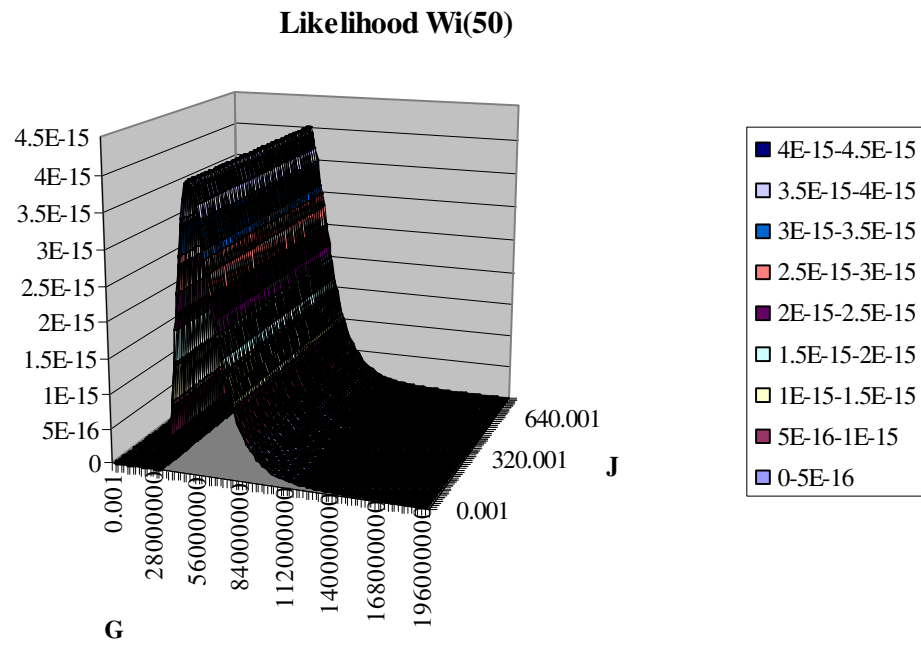 Likelihood Wi(50)
4.5E-15
4E-15
3.5E-15
3E-15
2.5E-15
2E-15
1.5E-15
1E-15
5E-16
0
0.001
28000000
56000000
84000000
112000000
140000000
168000000
196000000
G
0.001
320.001
640.001
J
4E-15-4.5E-15
3.5E-15-4E-15
3E-15-3.5E-15
2.5E-15-3E-15
2E-15-2.5E-15
1.5E-15-2E-15
1E-15-1.5E-15
5E-16-1E-15
0-5E-16